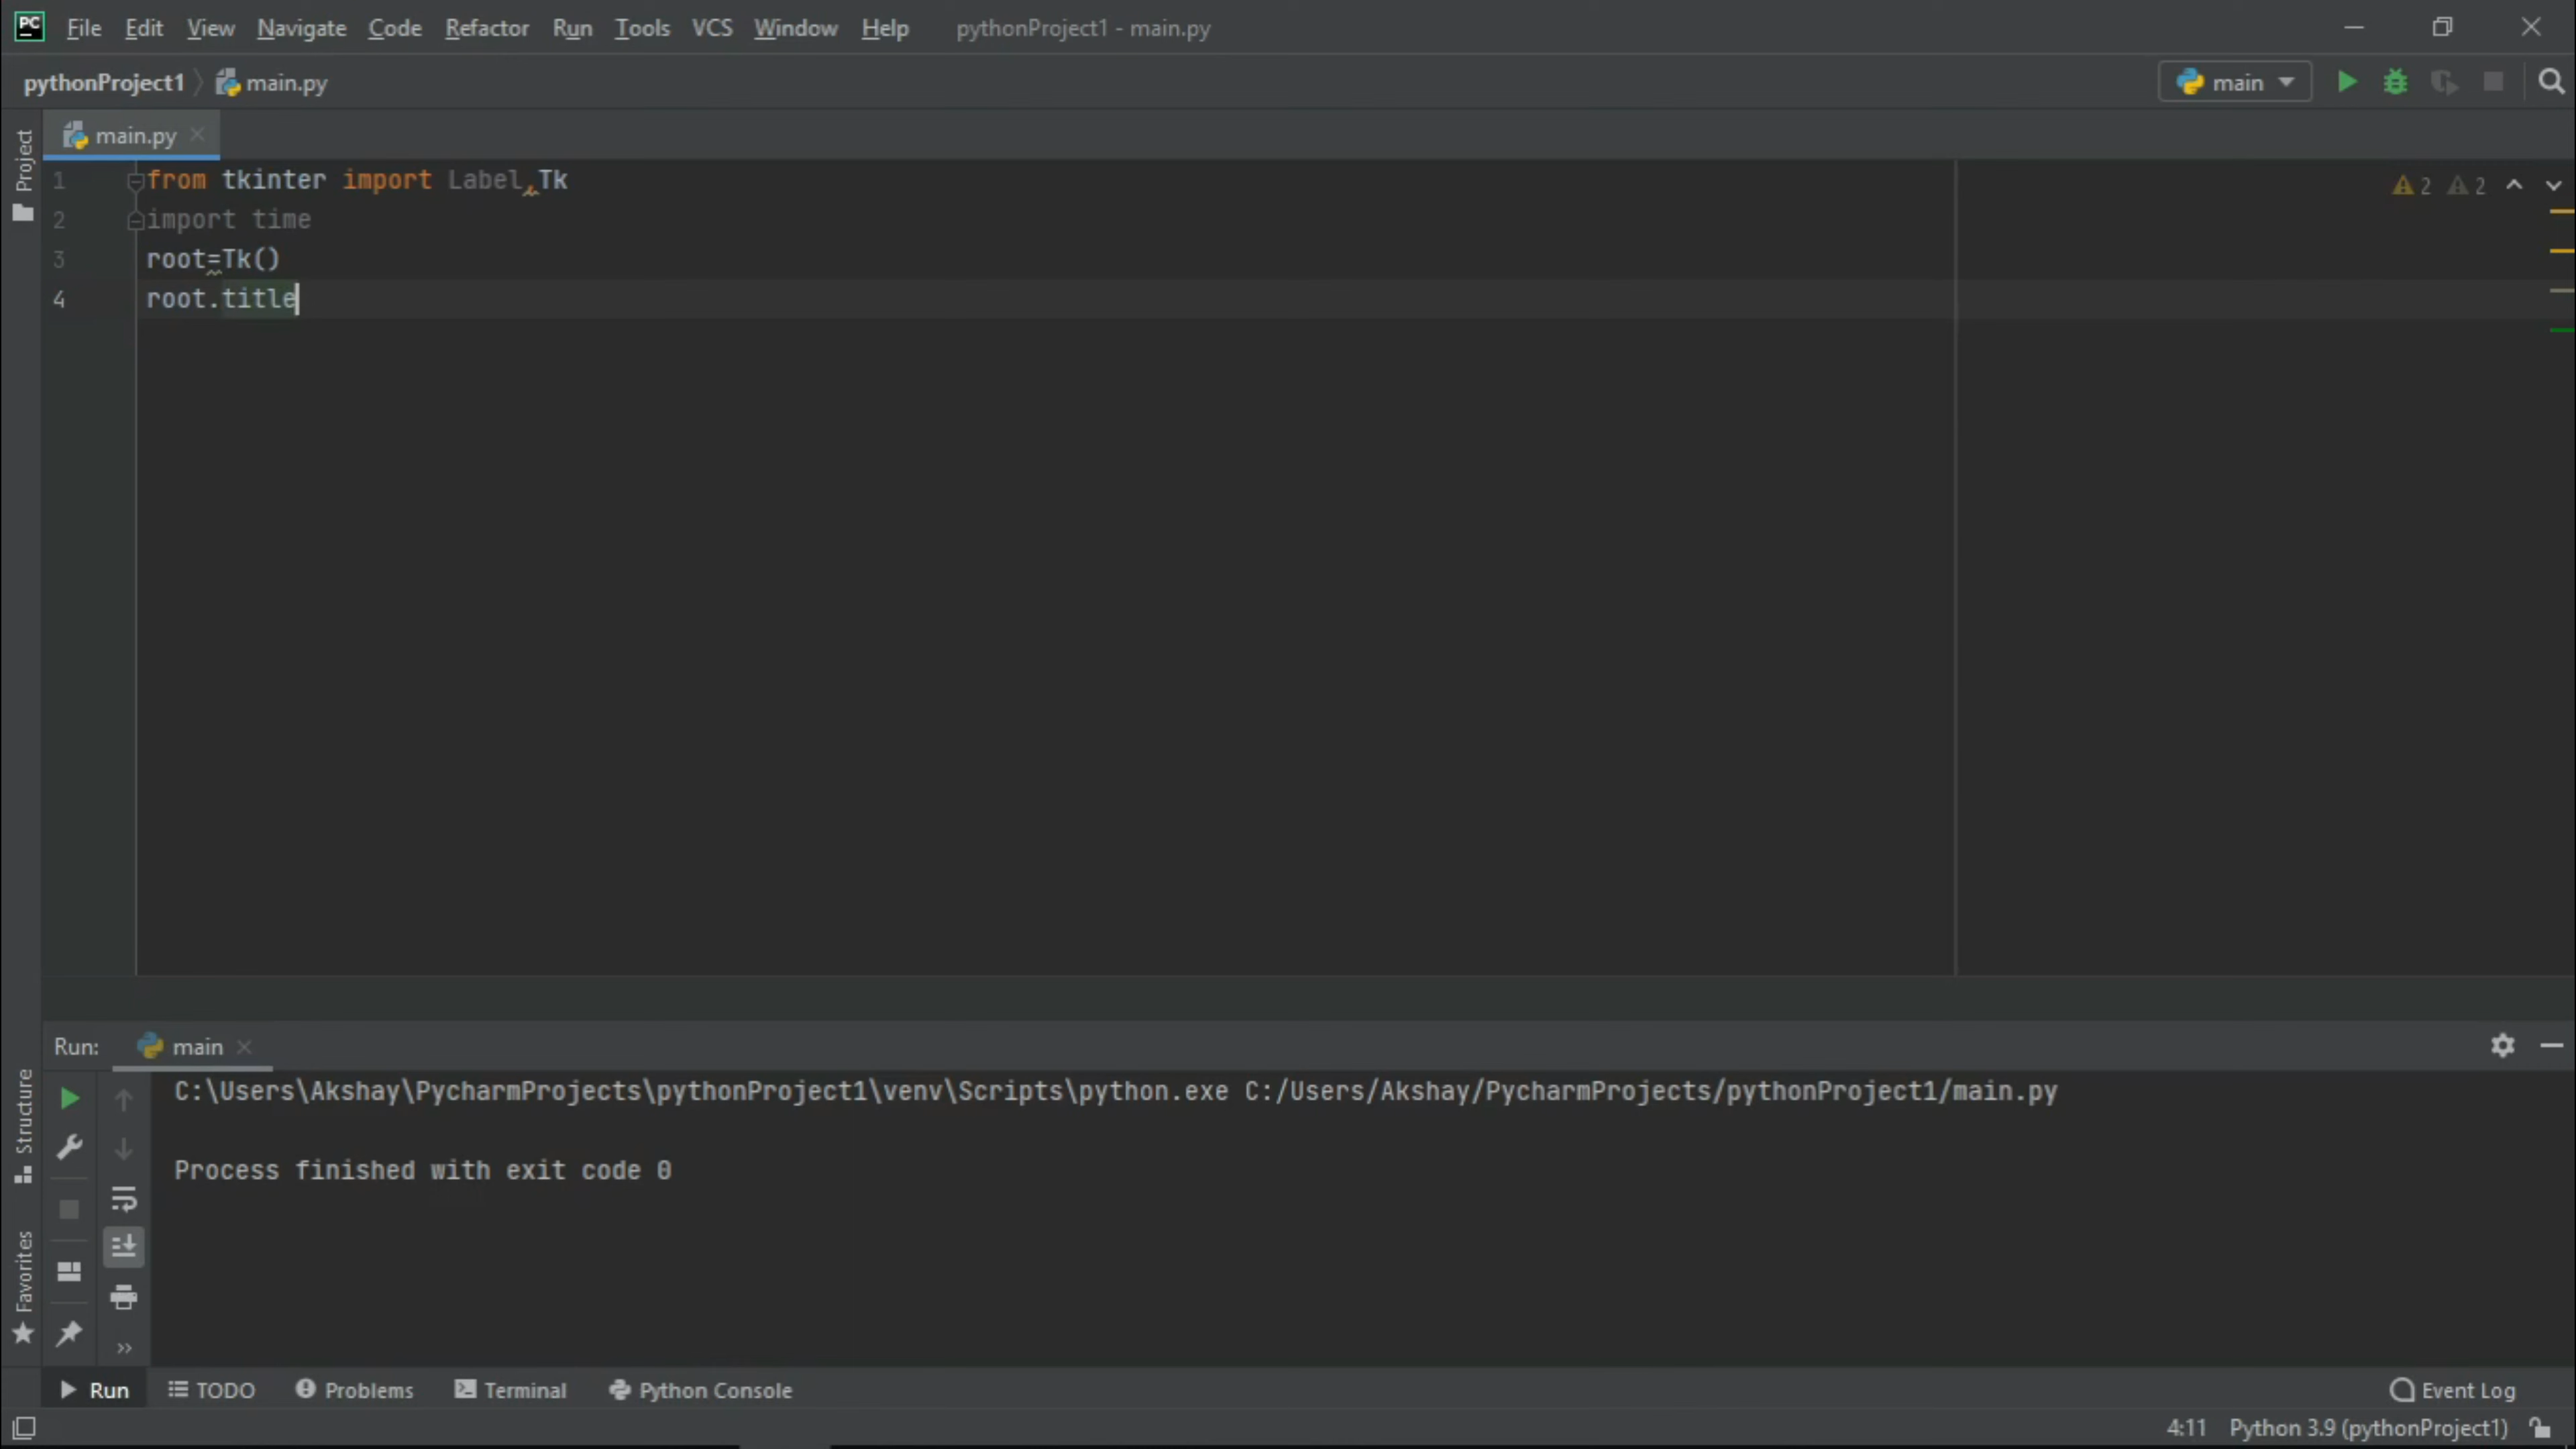 PC File Edit View Navigate Code Refactor Run Tools VCS Window Help pythonProject1 - main.py
pythonProject1 main.py main
Project
main.py
1 from tkinter import Label,Tk
2 import time
3 root=Tk()
4 root.title
2 2
Run: main
C:\Users\Akshay\PycharmProjects\pythonProject1\venv\Scripts\python.exe C:/Users/Akshay/PycharmProjects/pythonProject1/main.py
Process finished with exit code 0
Structure
Favorites
Run TODO Problems Terminal Python Console Event Log
4:11 Python 3.9 (pythonProject1)